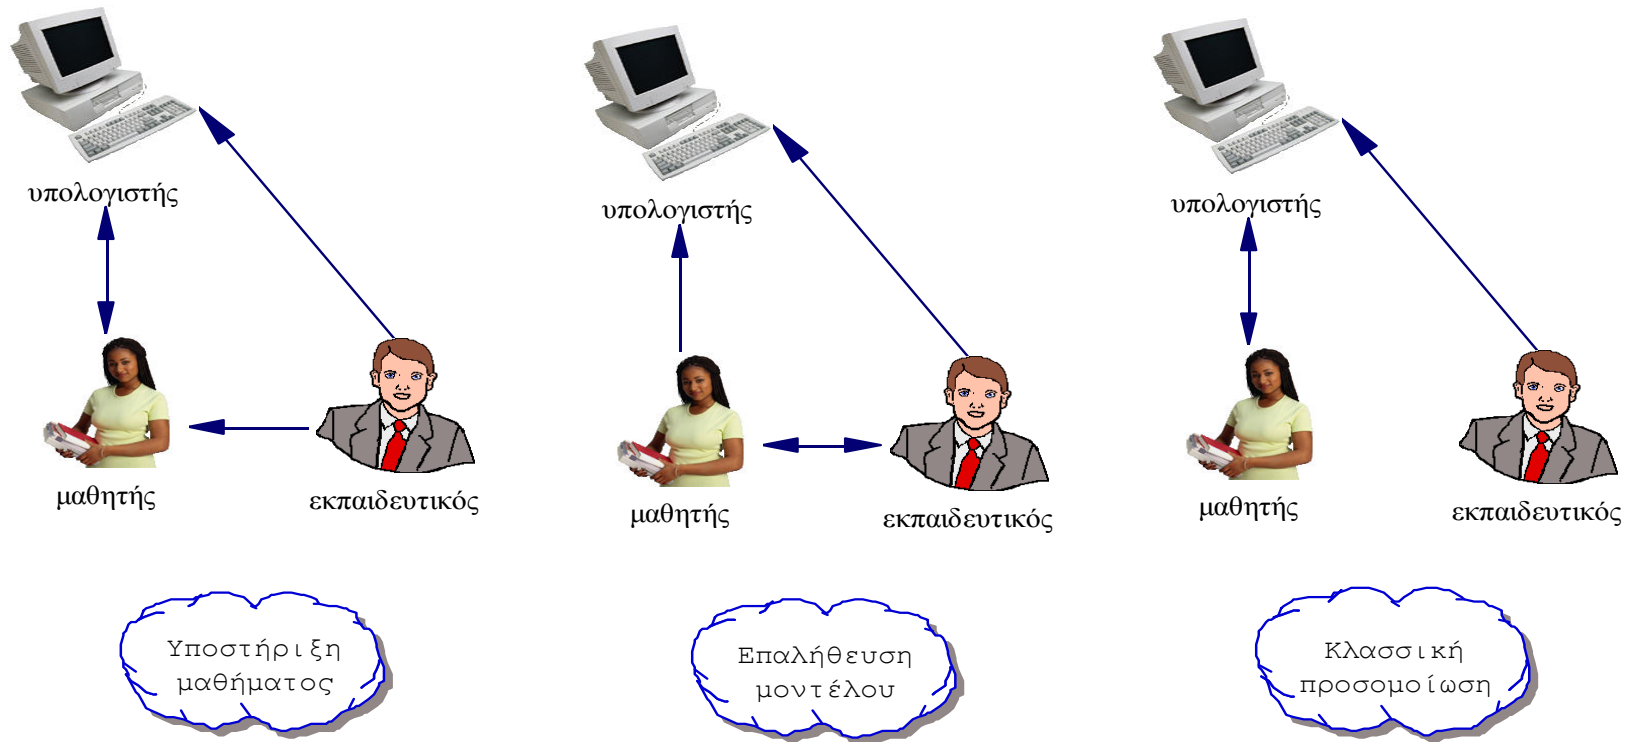 υπολογιστής
μαθητής
εκπαιδευτικός
Υποστήριξη
μαθήματος
υπολογιστής
μαθητής
εκπαιδευτικός
Επαλήθευση
μοντέλου
υπολογιστής
μαθητής
εκπαιδευτικός
Κλασσική
προσομοίωση